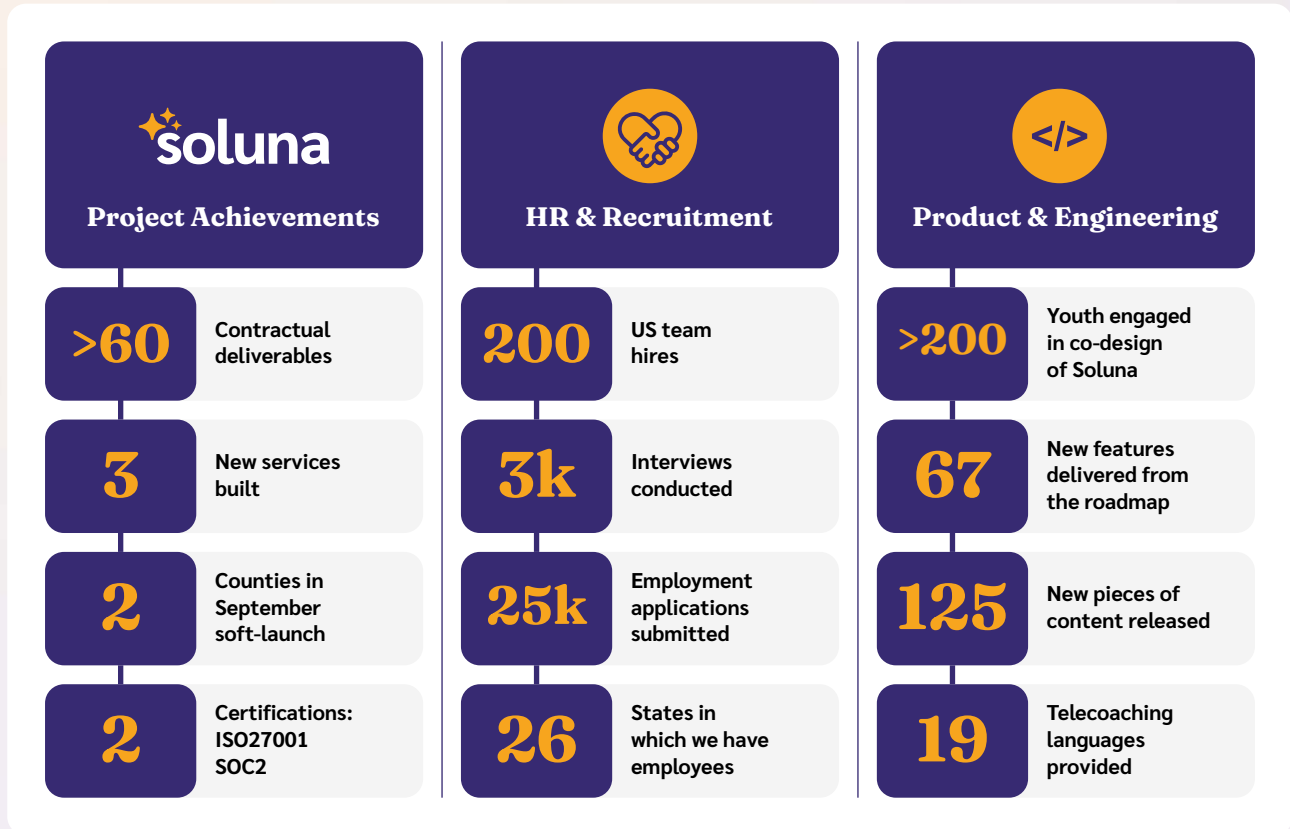 soluna
Project Achievements
>60
Contractual
deliverables
3
New services
built
2
Counties in
September
soft-launch
2
Certifications:
ISO27001
SOC2
HR & Recruitment
200
US team
hires
3k
Interviews
conducted
25k
Employment
applications
submitted
26
States in
which we have
employees
</>
Product & Engineering
>200
Youth engaged
in co-design
of Soluna
67
New features
delivered from
the roadmap
125
New pieces of
content released
19
Telecoaching
languages
provided